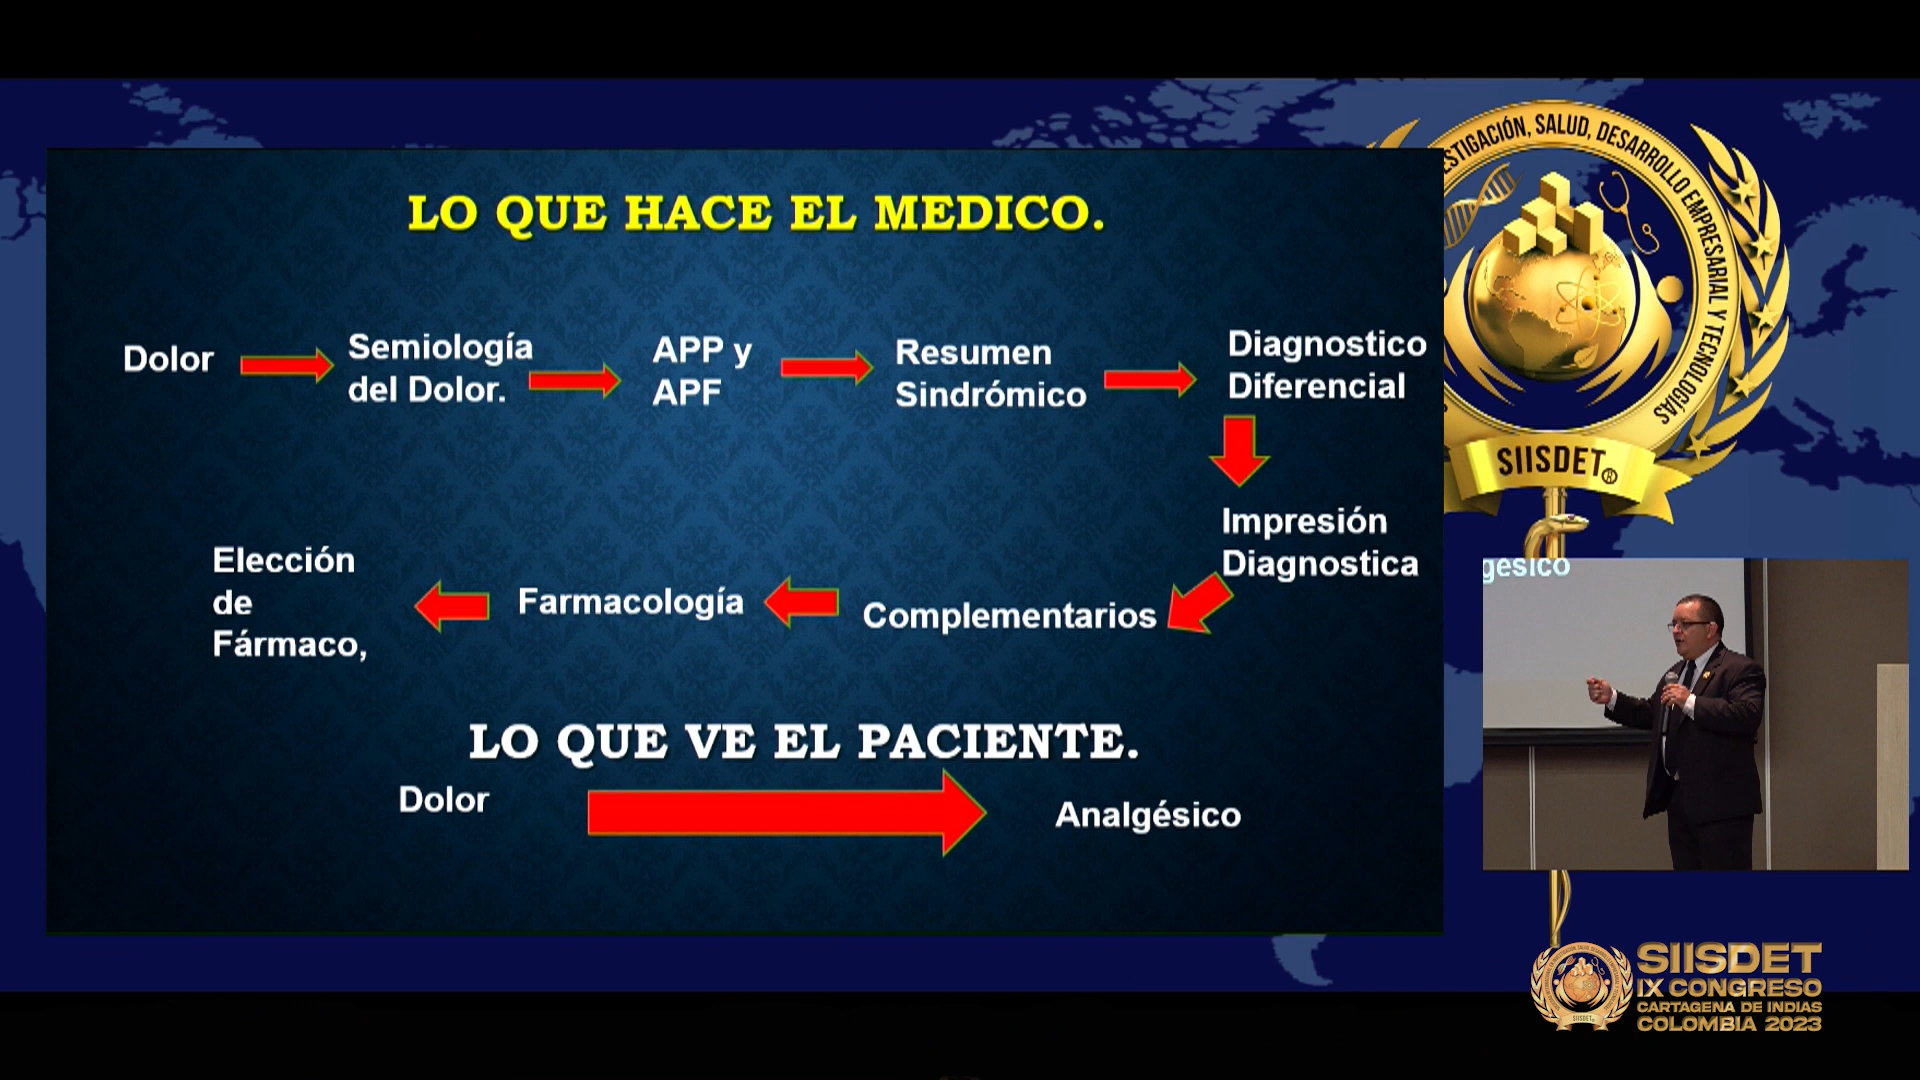 LO QUE HACE EL MEDICO.
Dolor
Semiología
del Dolor.
APP y
APF
Resumen
Sindrómico
Diagnostico
Diferencial
Impresión
Diagnostica
Complementarios
Farmacología
Elección
de
Fármaco,
LO QUE VE EL PACIENTE.
Dolor
Analgésico
SALUD, DESARROLLO EMPRESARIAL Y TECNOLOGÍAS
SIISDET®
SIISDET
IX CONGRESO
CARTAGENA DE INDIAS
COLOMBIA 2023
SIISDET